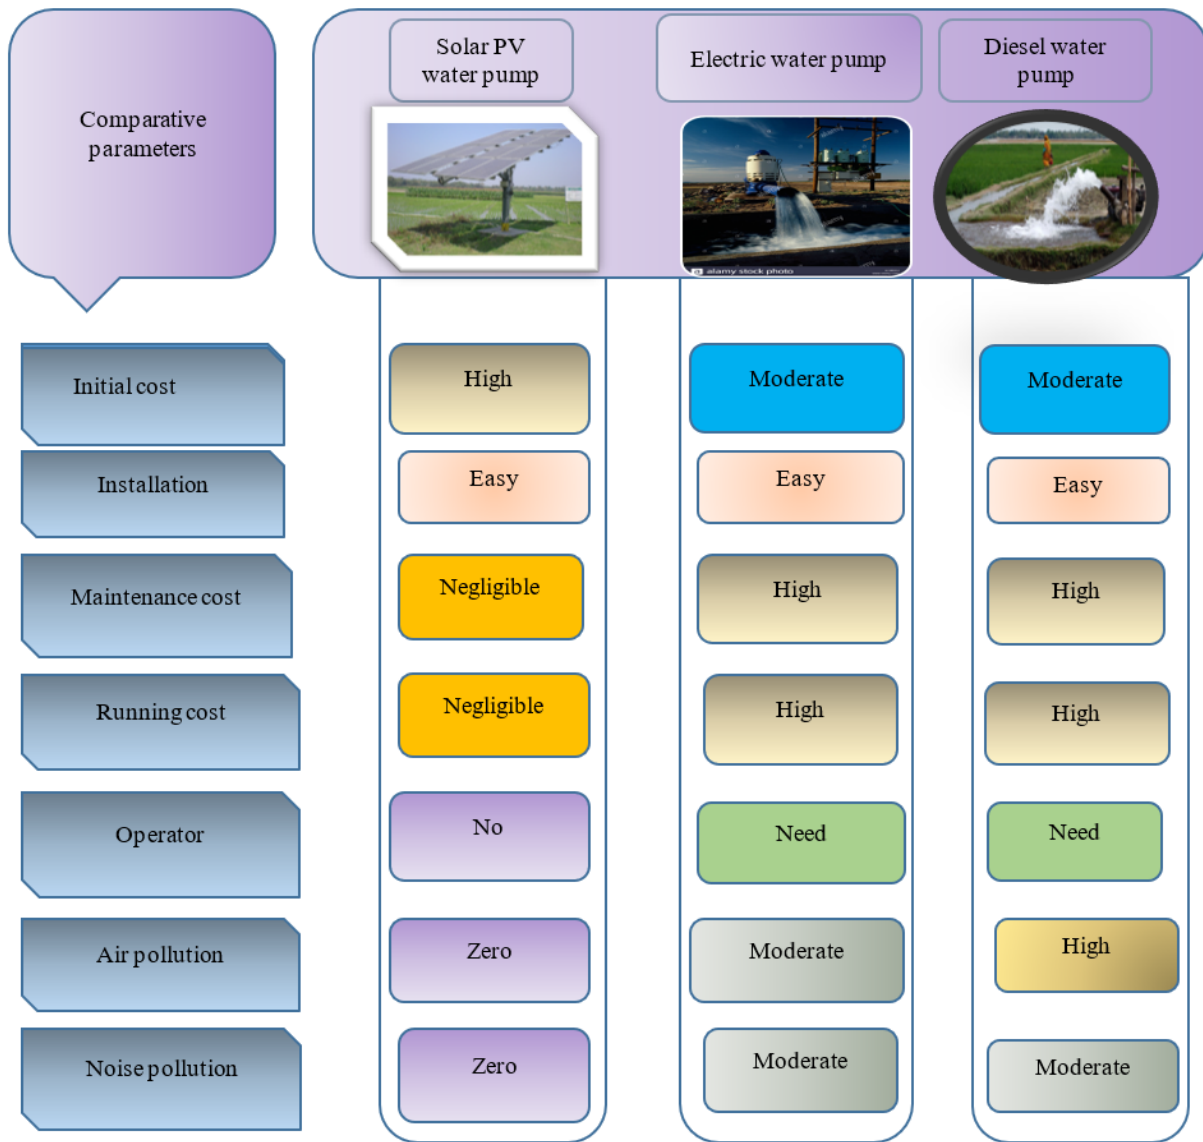 Comparative
parameters
Solar PV
water pump
Electric water pump
Diesel water
pump
a alamy stock photo
Initial cost
High
Moderate
Moderate
Installation
Easy
Easy
Easy
Maintenance cost
Negligible
High
High
Running cost
Negligible
High
High
Operator
No
Need
Need
Air pollution
Zero
Moderate
High
Noise pollution
Zero
Moderate
Moderate